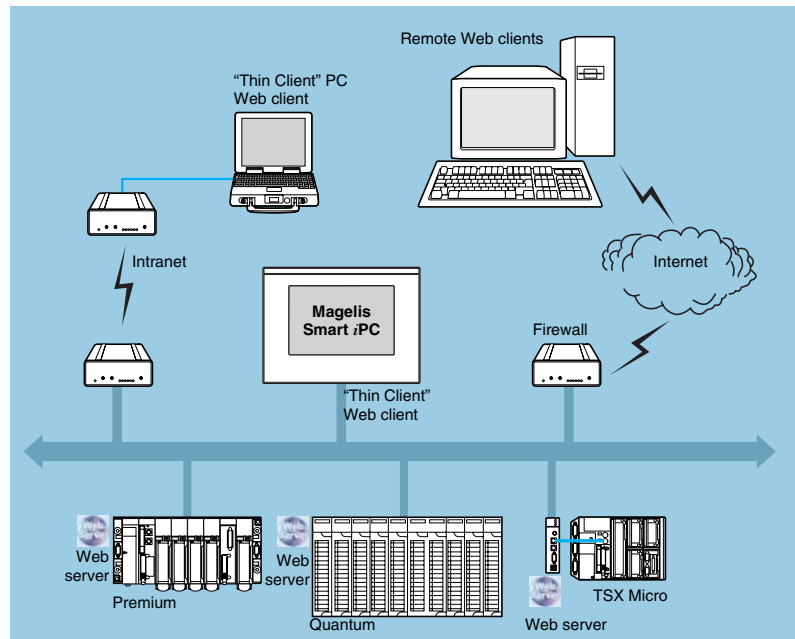 Remote Web clients
“Thin Client” PC
Web client
Intranet
Internet
Magelis
Smart iPC
Firewall
“Thin Client”
Web client
Web
server
Premium
Web
server
Quantum
Web server
TSX Micro